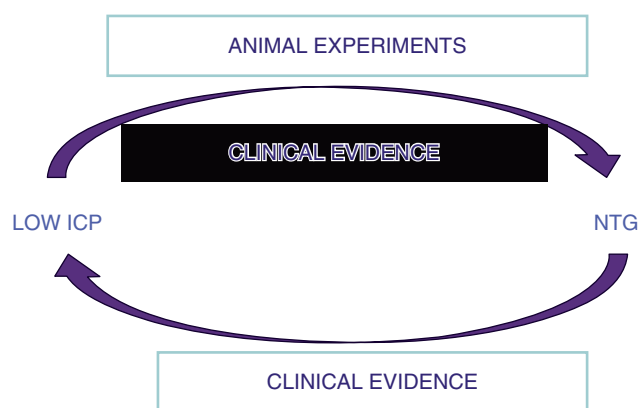 ANIMAL EXPERIMENTS
CLINICAL EVIDENCE
LOW ICP
NTG
CLINICAL EVIDENCE